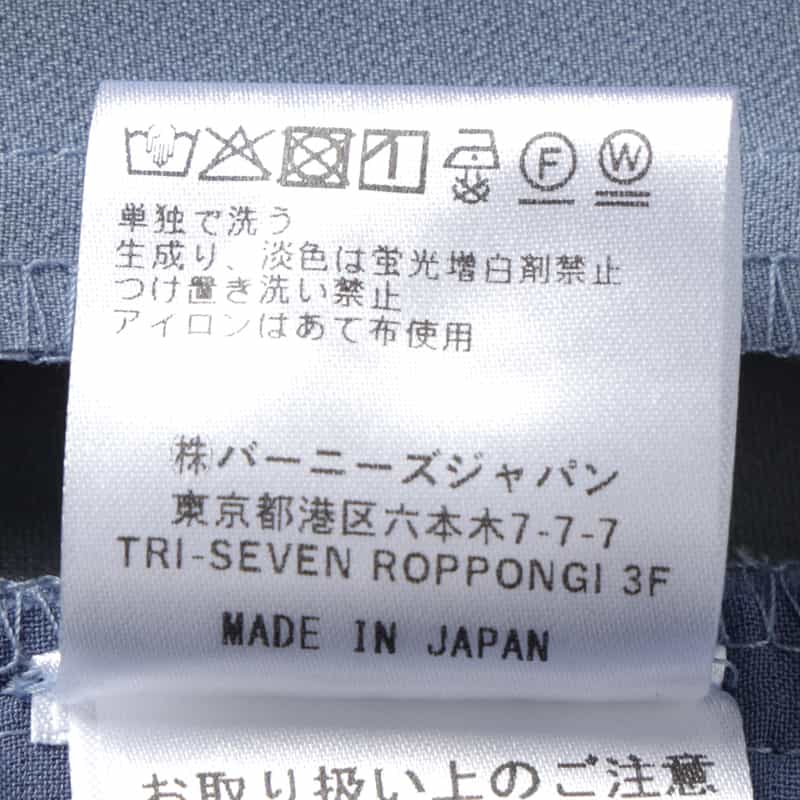 F W
単独で洗う
生成り、淡色は蛍光増白剤禁止
つけ置き洗い禁止
アイロンはあて布使用
㈱バーニーズジャパン
東京都港区六本木7-7-7
TRI-SEVEN ROPPONGI 3F
MADE IN JAPAN
お取り扱い上のご注意